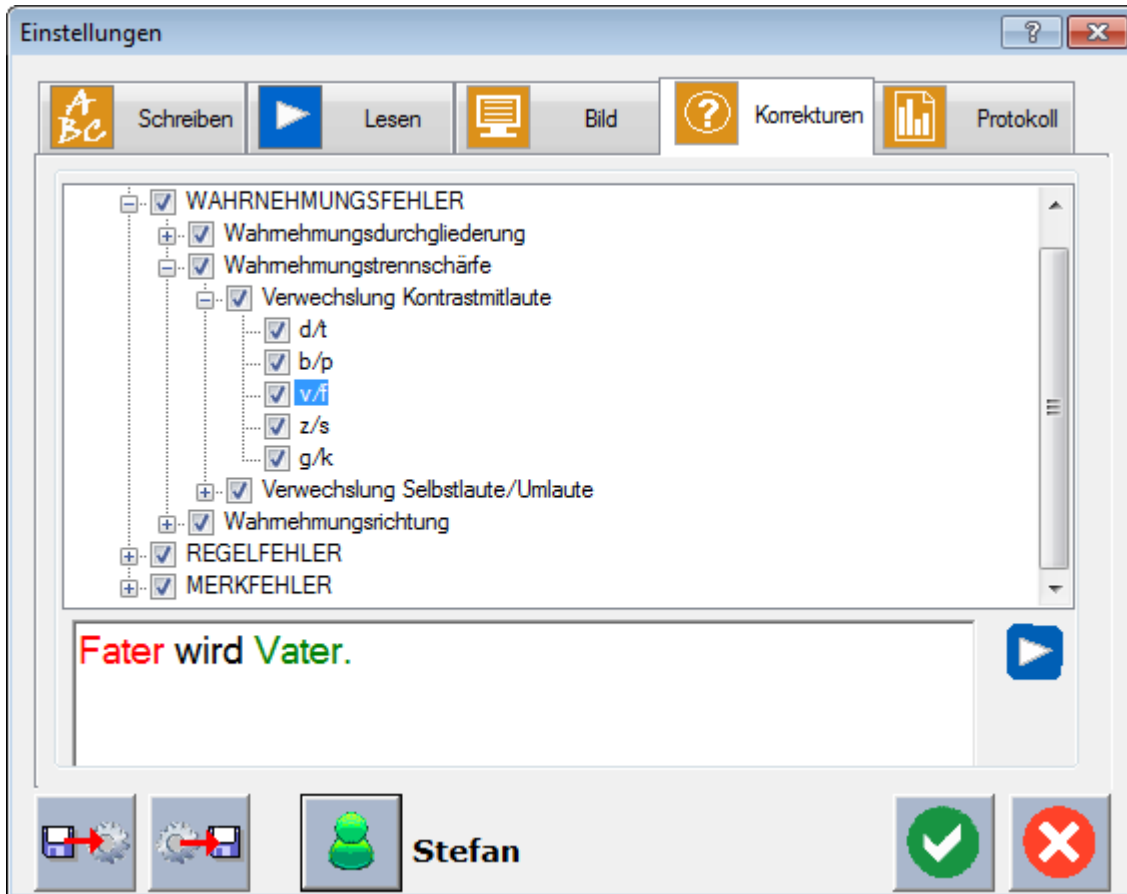 Einstellungen
Schreiben Lesen Bild Korrekturen Protokoll
WAHRNEHMUNGSFEHLER
Wahrnehmungsdurchgliederung
Wahrnehmungstrennschärfe
Verwechslung Kontrastmitlaute
d/t
b/p
v/f
z/s
g/k
Verwechslung Selbstlaute/Umlaute
Wahrnehmungsrichtung
REGELFEHLER
MERKFEHLER
Fater wird Vater.
Stefan